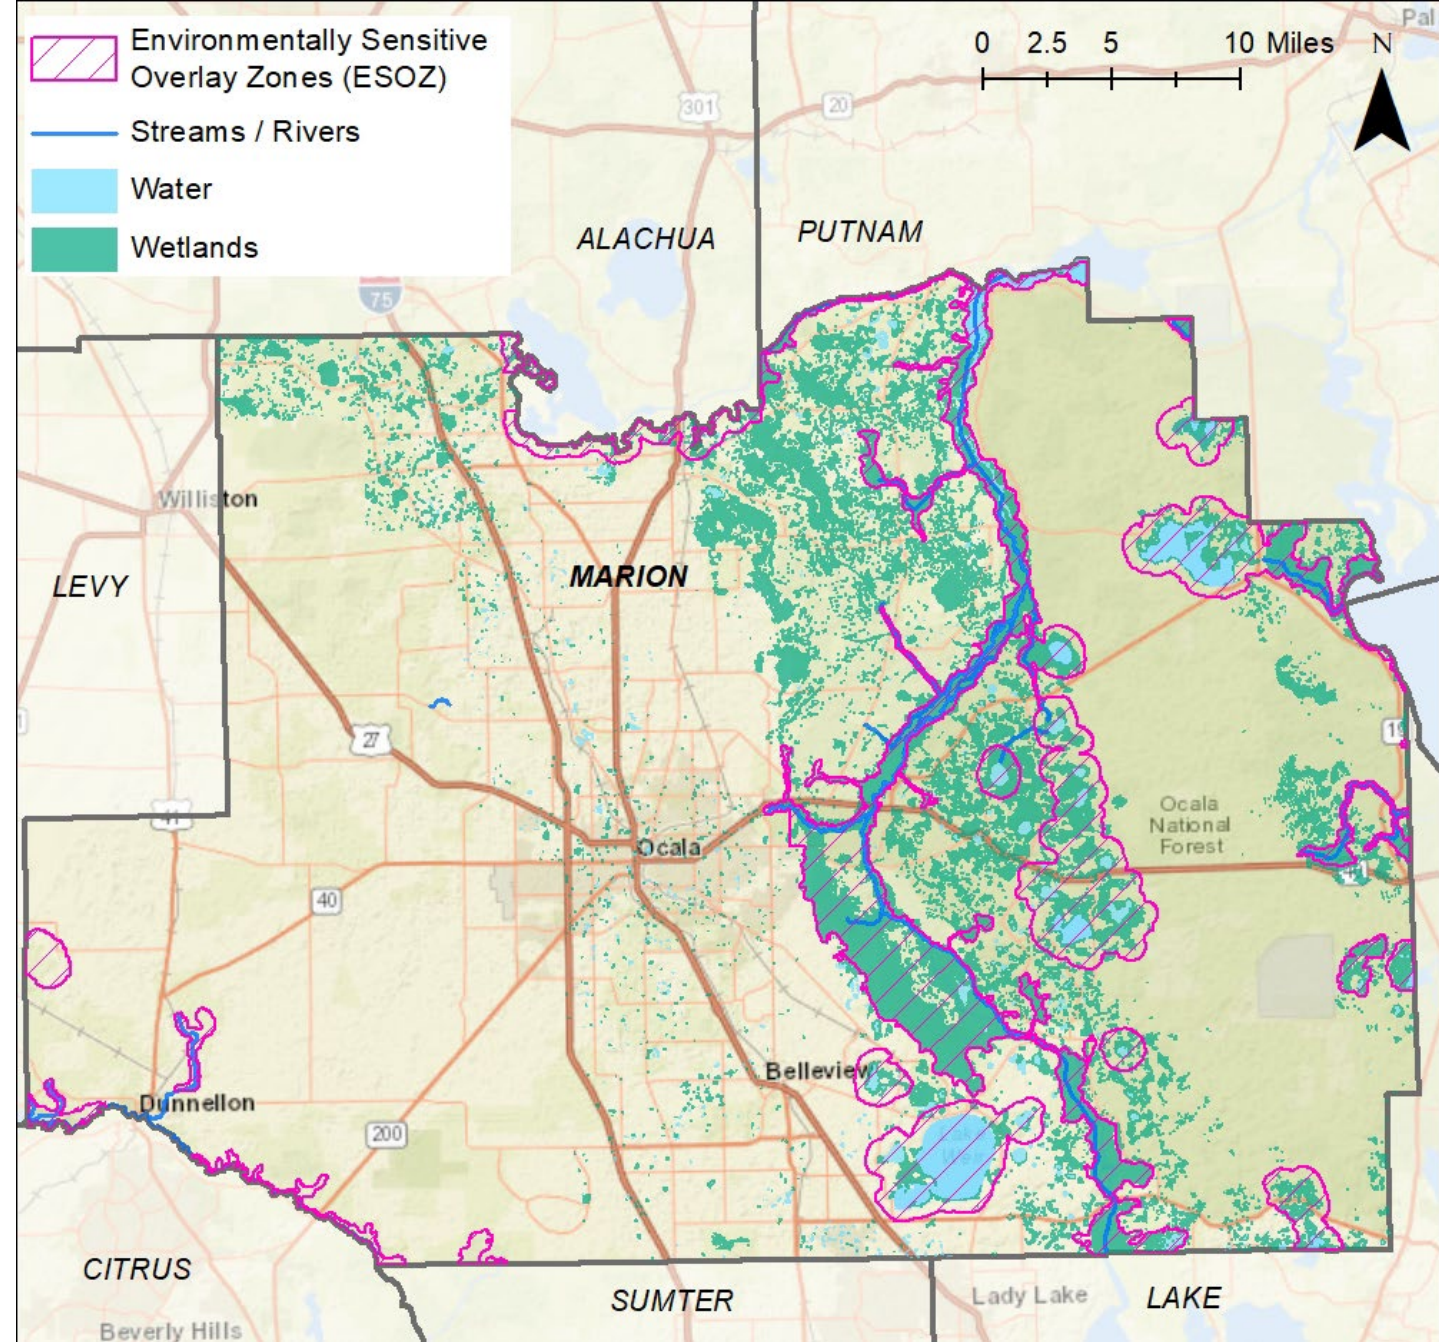 Environmentally Sensitive
Overlay Zones (ESOZ)
Streams / Rivers
Water
Wetlands
0 2.5 5 10 Miles N
Pal
301
20
ALACHUA
PUTNAM
75
Williston
LEVY
MARION
27
19
41
Ocala
National
Forest
Ocala
40
Belleview
Dunnellon
200
CITRUS
SUMTER
Lady Lake
LAKE
Beverly Hills